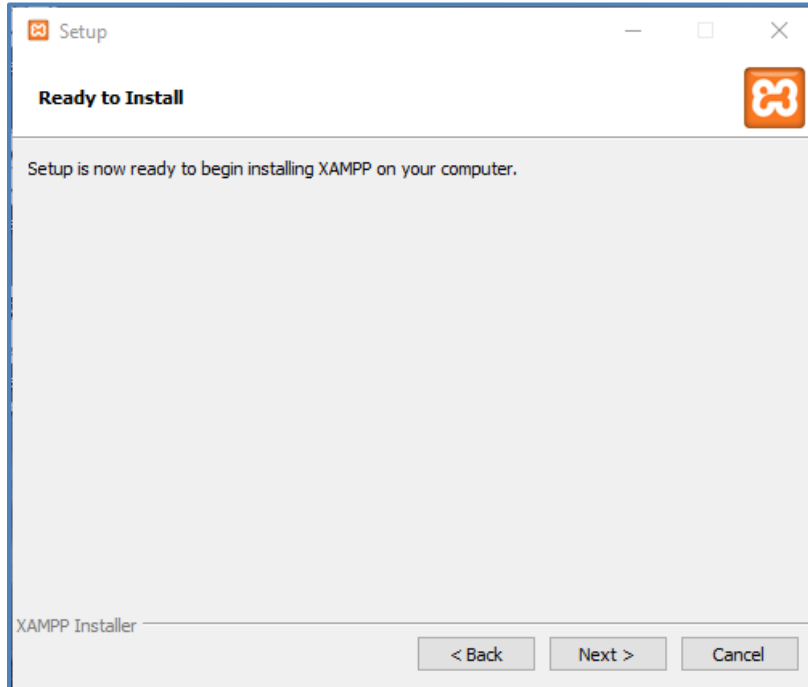 Setup
Ready to Install
Setup is now ready to begin installing XAMPP on your computer.
XAMPP Installer
< Back Next > Cancel